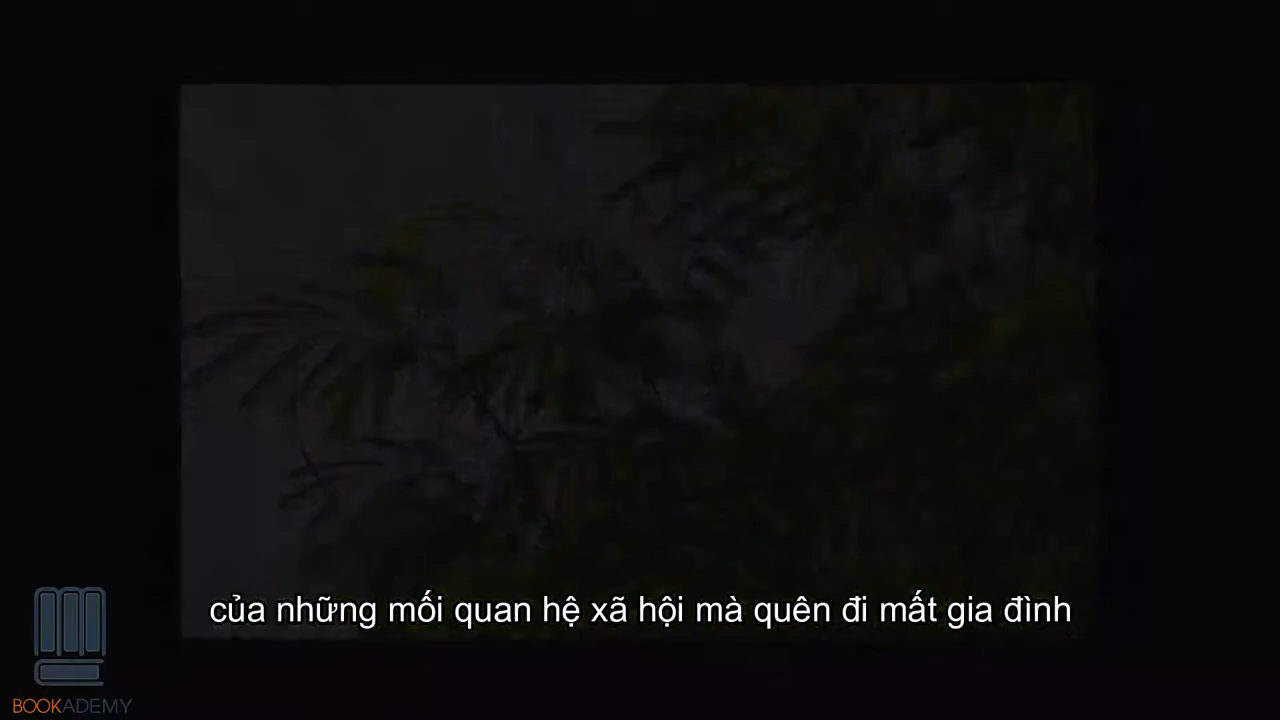 của những mối quan hệ xã hội mà quên đi mất gia đình
BOOKADEMY